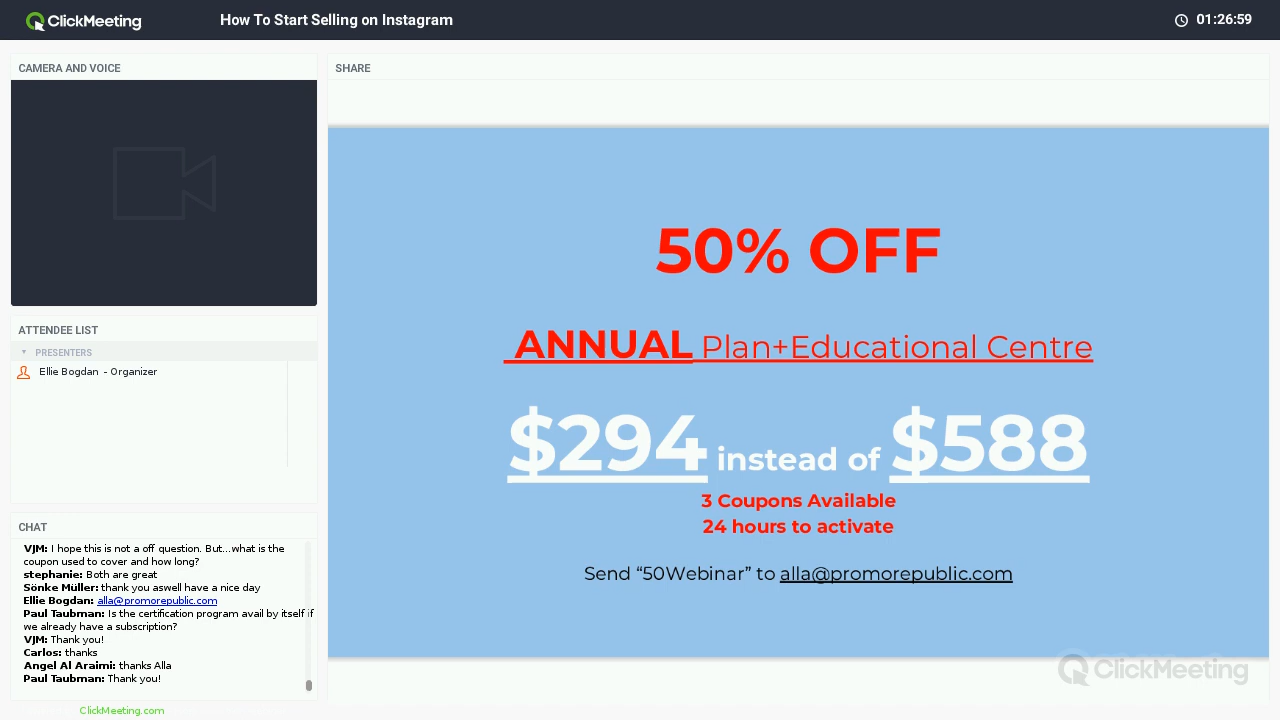 ClickMeeting
How To Start Selling on Instagram
01:26:59
CAMERA AND VOICE
ATTENDEE LIST
PRESENTERS
Ellie Bogdan - Organizer
CHAT
VJM: I hope this is not a off question. But...what is the
coupon used to cover and how long?
stephanie: Both are great
Sönke Müller: thank you aswell have a nice day
Ellie Bogdan: alla@promorepublic.com
Paul Taubman: Is the certification program avail by itself if
we already have a subscription?
VJM: Thank you!
Carlos: thanks
Angel Al Araimi: thanks Alla
Paul Taubman: Thank you!
ClickMeeting.com
SHARE
50% OFF
ANNUAL Plan+Educational Centre
$294 instead of $588
3 Coupons Available
24 hours to activate
Send “50Webinar” to alla@promorepublic.com
ClickMeeting